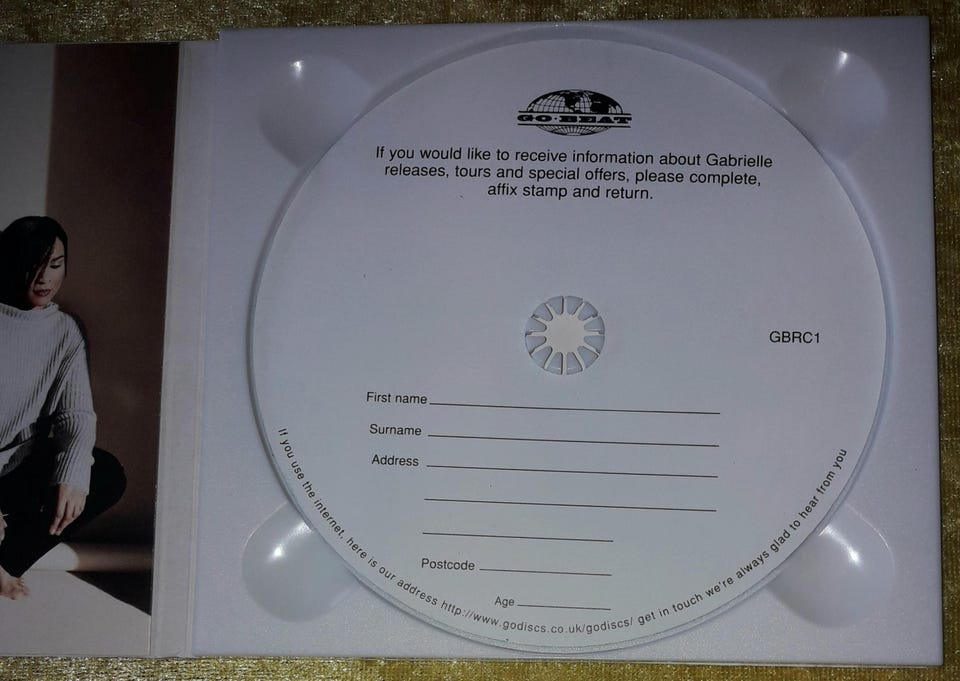 GO·BEAT
If you would like to receive information about Gabrielle
releases, tours and special offers, please complete,
affix stamp and return.
GBRC1
First name
Surname
Address
Postcode
Age
If you use the internet, here is our address http://www.godiscs.co.uk/godiscs/ get in touch we're always glad to hear from you